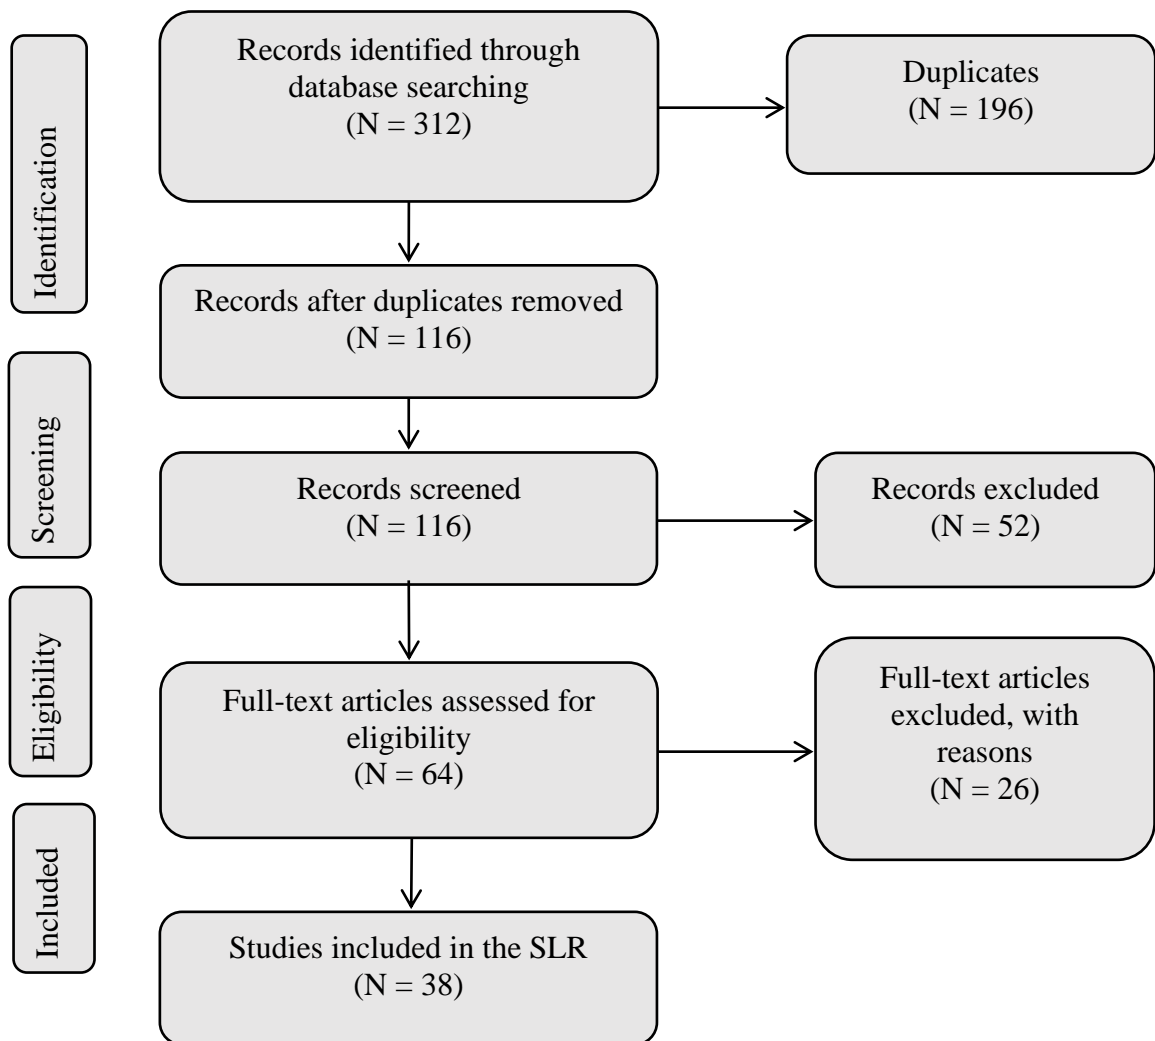 Identification
Records identified through
database searching
(N = 312)
Duplicates
(N = 196)
Records after duplicates removed
(N = 116)
Screening
Records screened
(N = 116)
Records excluded
(N = 52)
Eligibility
Full-text articles assessed for
eligibility
(N = 64)
Full-text articles
excluded, with
reasons
(N = 26)
Included
Studies included in the SLR
(N = 38)